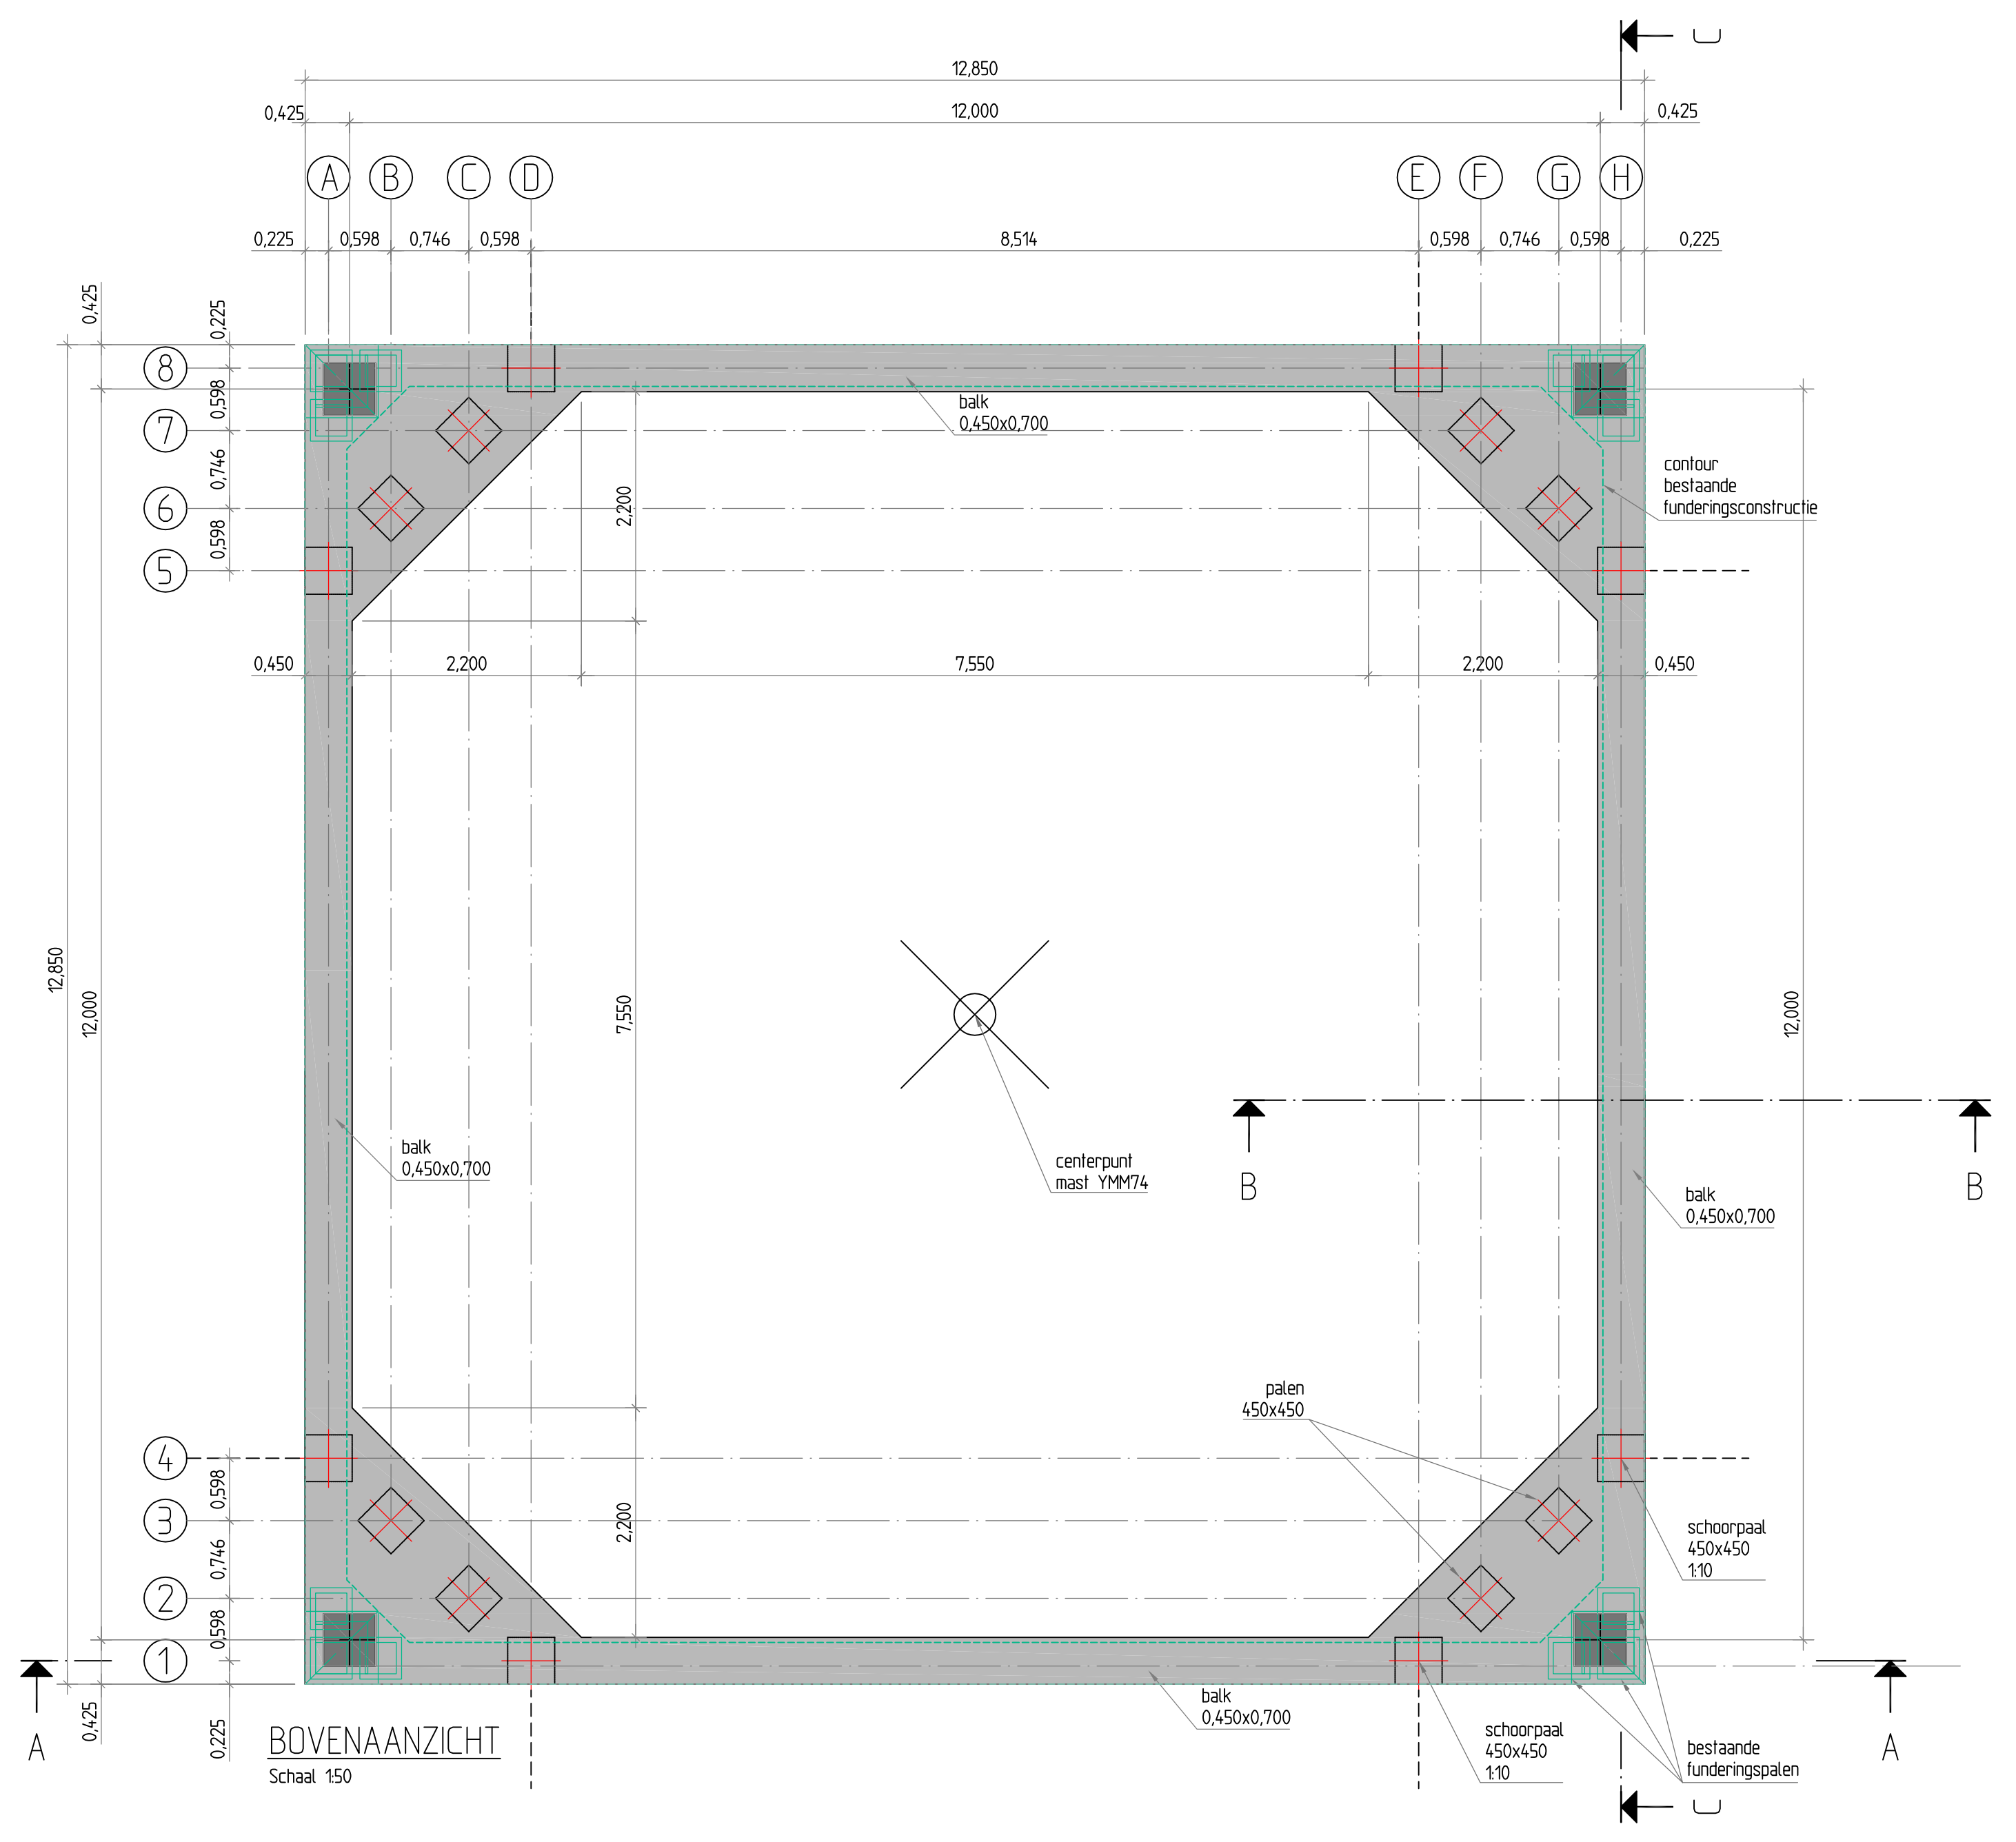 C
12,850
0,425
12,000
0,425
A
B
C
D
E
F
G
H
0,225
0,598
0,746
0,598
8,514
0,598
0,746
0,598
0,225
0,425
0,225
8
0,598
balk
0,450x0,700
7
0,746
contour
bestaande
funderingsconstructie
6
2,200
0,598
5
0,450
2,200
7,550
2,200
0,450
12,850
12,000
7,550
12,000
balk
0,450x0,700
centerpunt
mast YMM74
B
B
balk
0,450x0,700
palen
450x450
4
0,598
3
2,200
schoorpaal
450x450
1:10
0,746
2
0,598
1
0,425
0,225
A
BOVENAANZICHT
Schaal 1:50
balk
0,450x0,700
schoorpaal
450x450
1:10
bestaande
funderingspalen
A
C